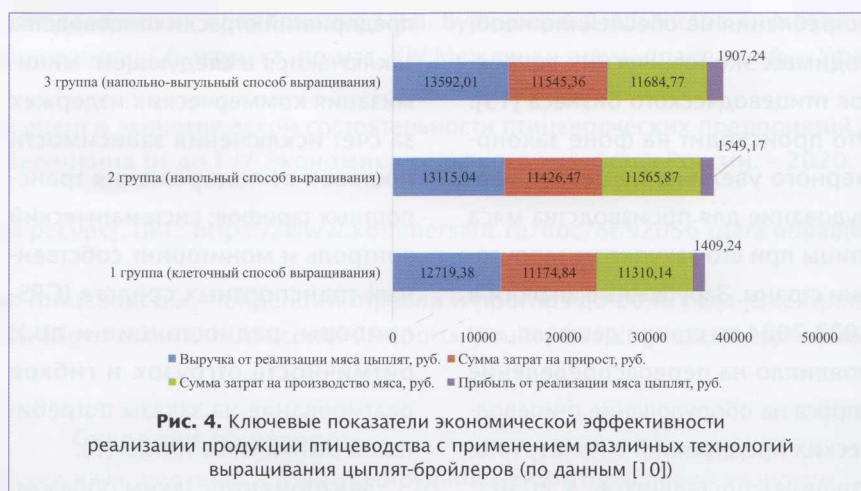 1907,24
3 группа (напольно-выгульный способ выращивания)
13592,01 11545,36 11684,77
1549,17
2 группа (напольный способ выращивания)
13115,04 11426,47 11565,87
1409,24
1 группа (клеточный способ выращивания)
12719,38 11174,84 11310,14
0 10000 20000 30000 40000 50000
Выручка от реализации мяса цыплят, руб. Сумма затрат на прирост, руб.
Сумма затрат на производство мяса, руб. Прибыль от реализации мяса цыплят, руб.
Рис. 4. Ключевые показатели экономической эффективности
реализации продукции птицеводства с применением различных технологий
выращивания цыплят-бройлеров (по данным [10])